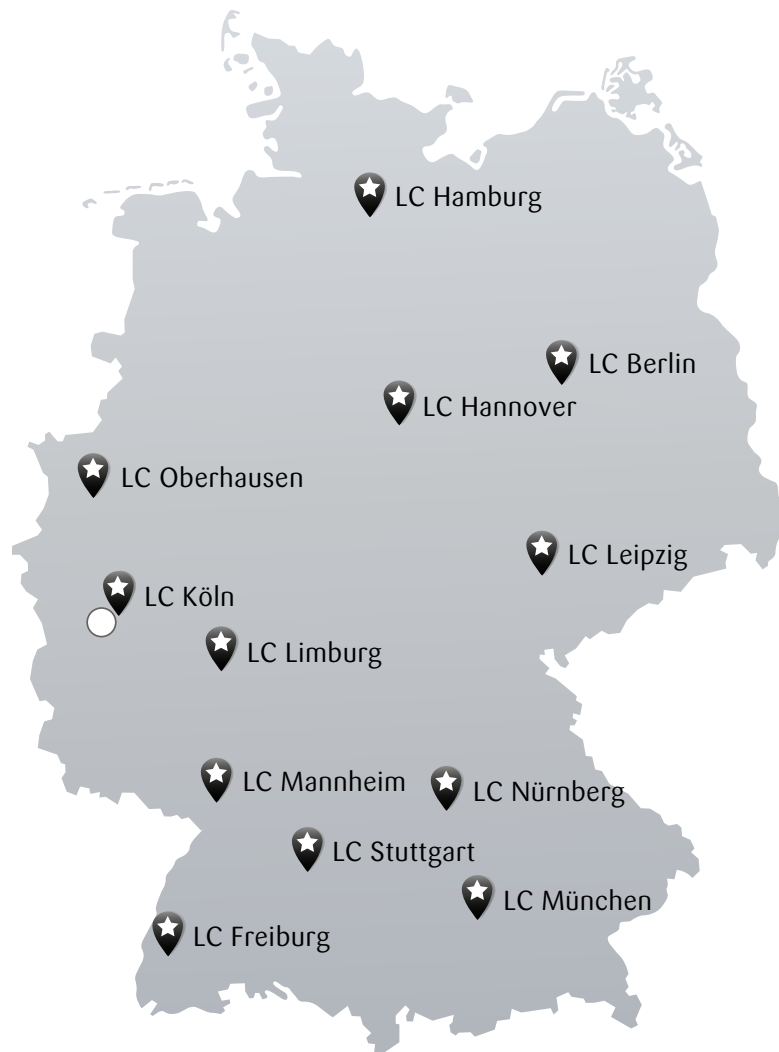 LC Hamburg
LC Berlin
LC Hannover
LC Oberhausen
LC Leipzig
LC Köln
LC Limburg
LC Mannheim
LC Nürnberg
LC Stuttgart
LC München
LC Freiburg